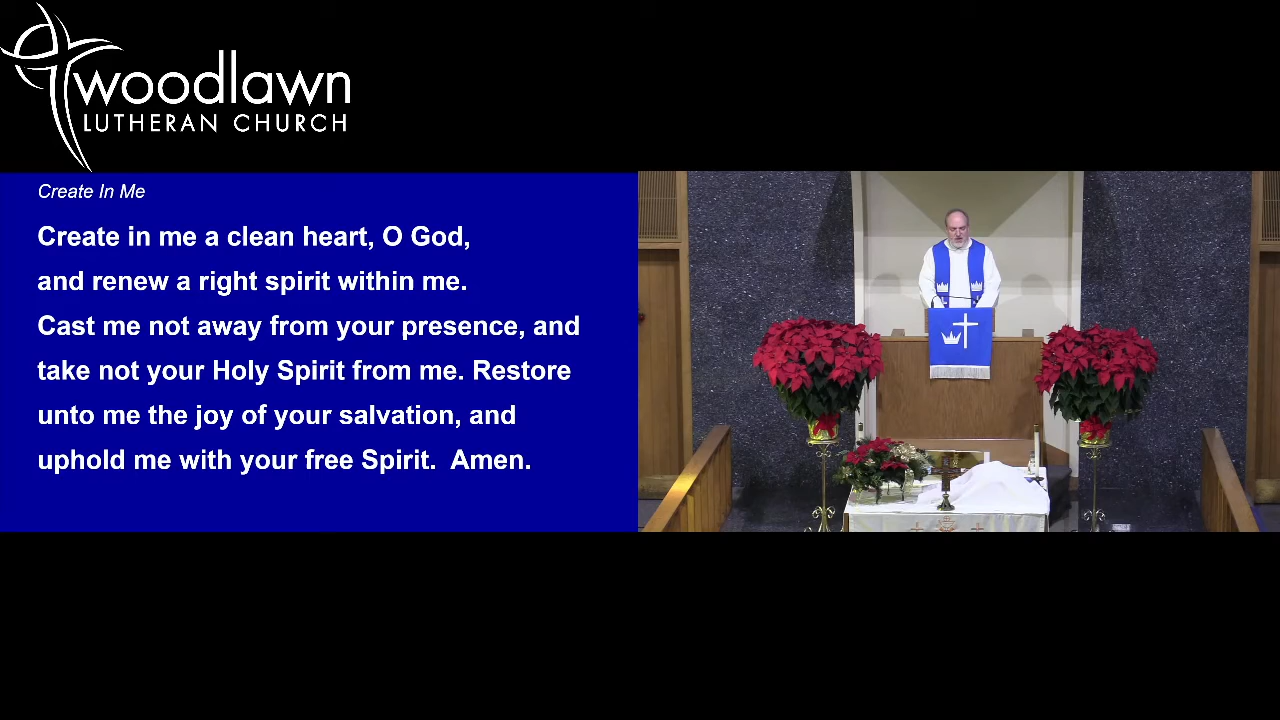 woodlawn
LUTHERAN CHURCH
Create In Me
Create in me a clean heart, O God,
and renew a right spirit within me.
Cast me not away from your presence, and
take not your Holy Spirit from me. Restore
unto me the joy of your salvation, and
uphold me with your free Spirit.  Amen.